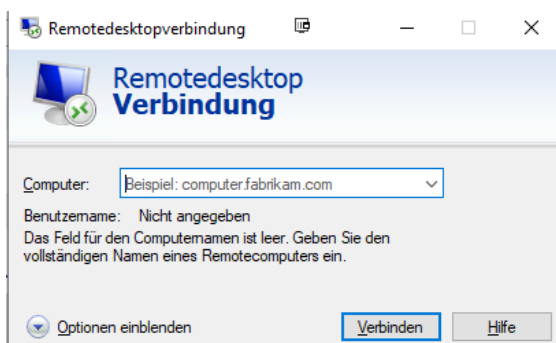 Remotedesktopverbindung
Remotedesktop
Verbindung
Computer: Beispiel: computer.fabrikam.com
Benutzername: Nicht angegeben
Das Feld für den Computernamen ist leer. Geben Sie den
vollständigen Namen eines Remotecomputers ein.
Optionen einblenden Verbinden Hilfe